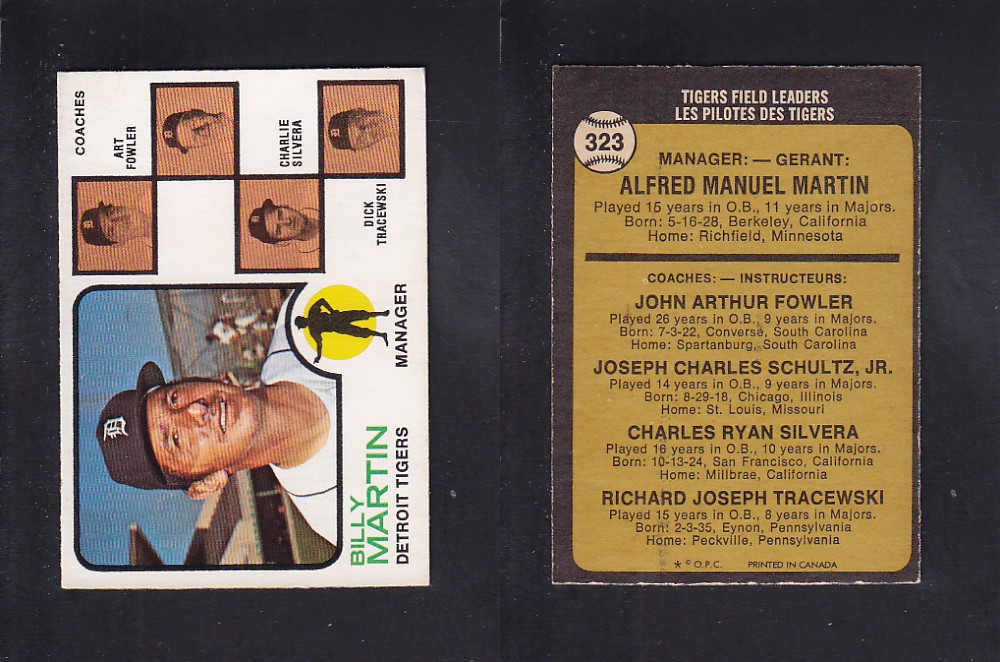 COACHES
ART
FOWLER
CHARLIE
SILVERA
DICK
TRACEWSKI
D
BILLY
MARTIN
DETROIT TIGERS
MANAGER
TIGERS FIELD LEADERS
LES PILOTES DES TIGERS
323
MANAGER: — GERANT:
ALFRED MANUEL MARTIN
Played 15 years in O.B., 11 years in Majors.
Born: 5-16-28, Berkeley, California
Home: Richfield, Minnesota
COACHES: — INSTRUCTEURS:
JOHN ARTHUR FOWLER
Played 26 years in O.B., 9 years in Majors.
Born: 7-3-22, Converse, South Carolina
Home: Spartanburg, South Carolina
JOSEPH CHARLES SCHULTZ, JR.
Played 14 years in O.B., 9 years in Majors.
Born: 8-29-18, Chicago, Illinois
Home: St. Louis, Missouri
CHARLES RYAN SILVERA
Played 16 years in O.B., 10 years in Majors.
Born: 10-13-24, San Francisco, California
Home: Millbrae, California
RICHARD JOSEPH TRACEWSKI
Played 15 years in O.B., 8 years in Majors.
Born: 2-3-35, Eynon, Pennsylvania
Home: Peckville, Pennsylvania
* © O.P.C. PRINTED IN CANADA